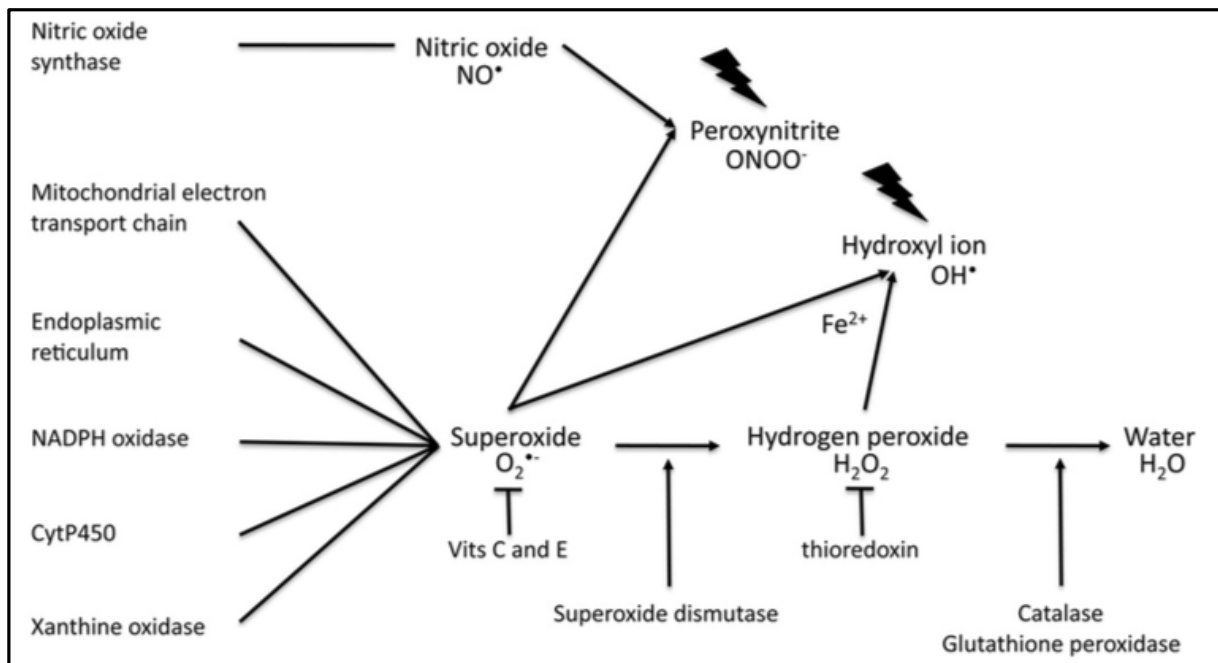 Nitric oxide
synthase
Nitric oxide
NO•
Peroxynitrite
ONOO⁻
Mitochondrial electron
transport chain
Hydroxyl ion
OH•
Endoplasmic
reticulum
Fe²⁺
NADPH oxidase
Superoxide
O₂•⁻
Hydrogen peroxide
H₂O₂
Water
H₂O
CytP450
Vits C and E
thioredoxin
Xanthine oxidase
Superoxide dismutase
Catalase
Glutathione peroxidase